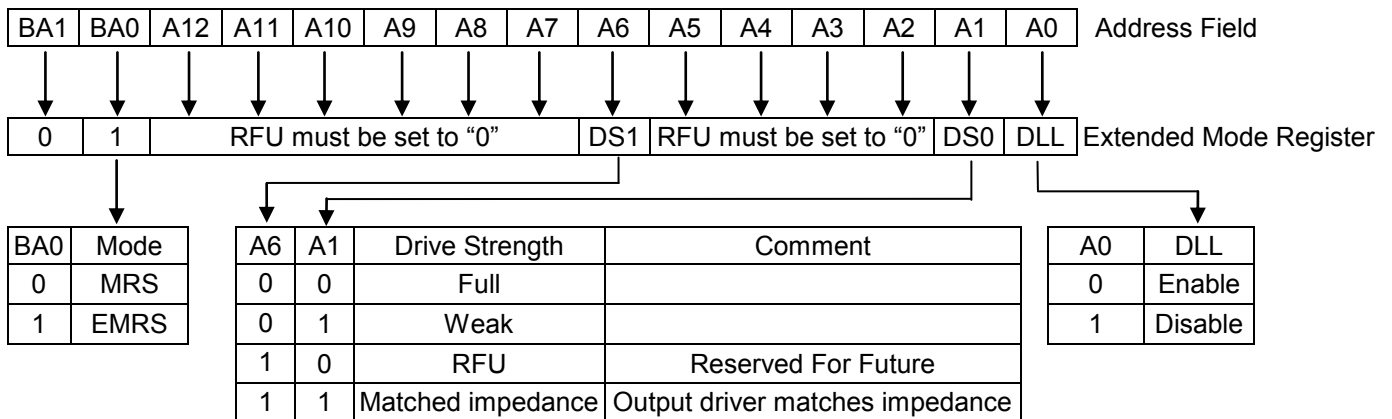 BA1 BA0 A12 A11 A10 A9 A8 A7 A6 A5 A4 A3 A2 A1 A0 Address Field
0 1 RFU must be set to “0” DS1 RFU must be set to “0” DS0 DLL Extended Mode Register
BA0 Mode
0 MRS
1 EMRS
A6 A1 Drive Strength Comment
0 0 Full
0 1 Weak
1 0 RFU Reserved For Future
1 1 Matched impedance Output driver matches impedance
A0 DLL
0 Enable
1 Disable